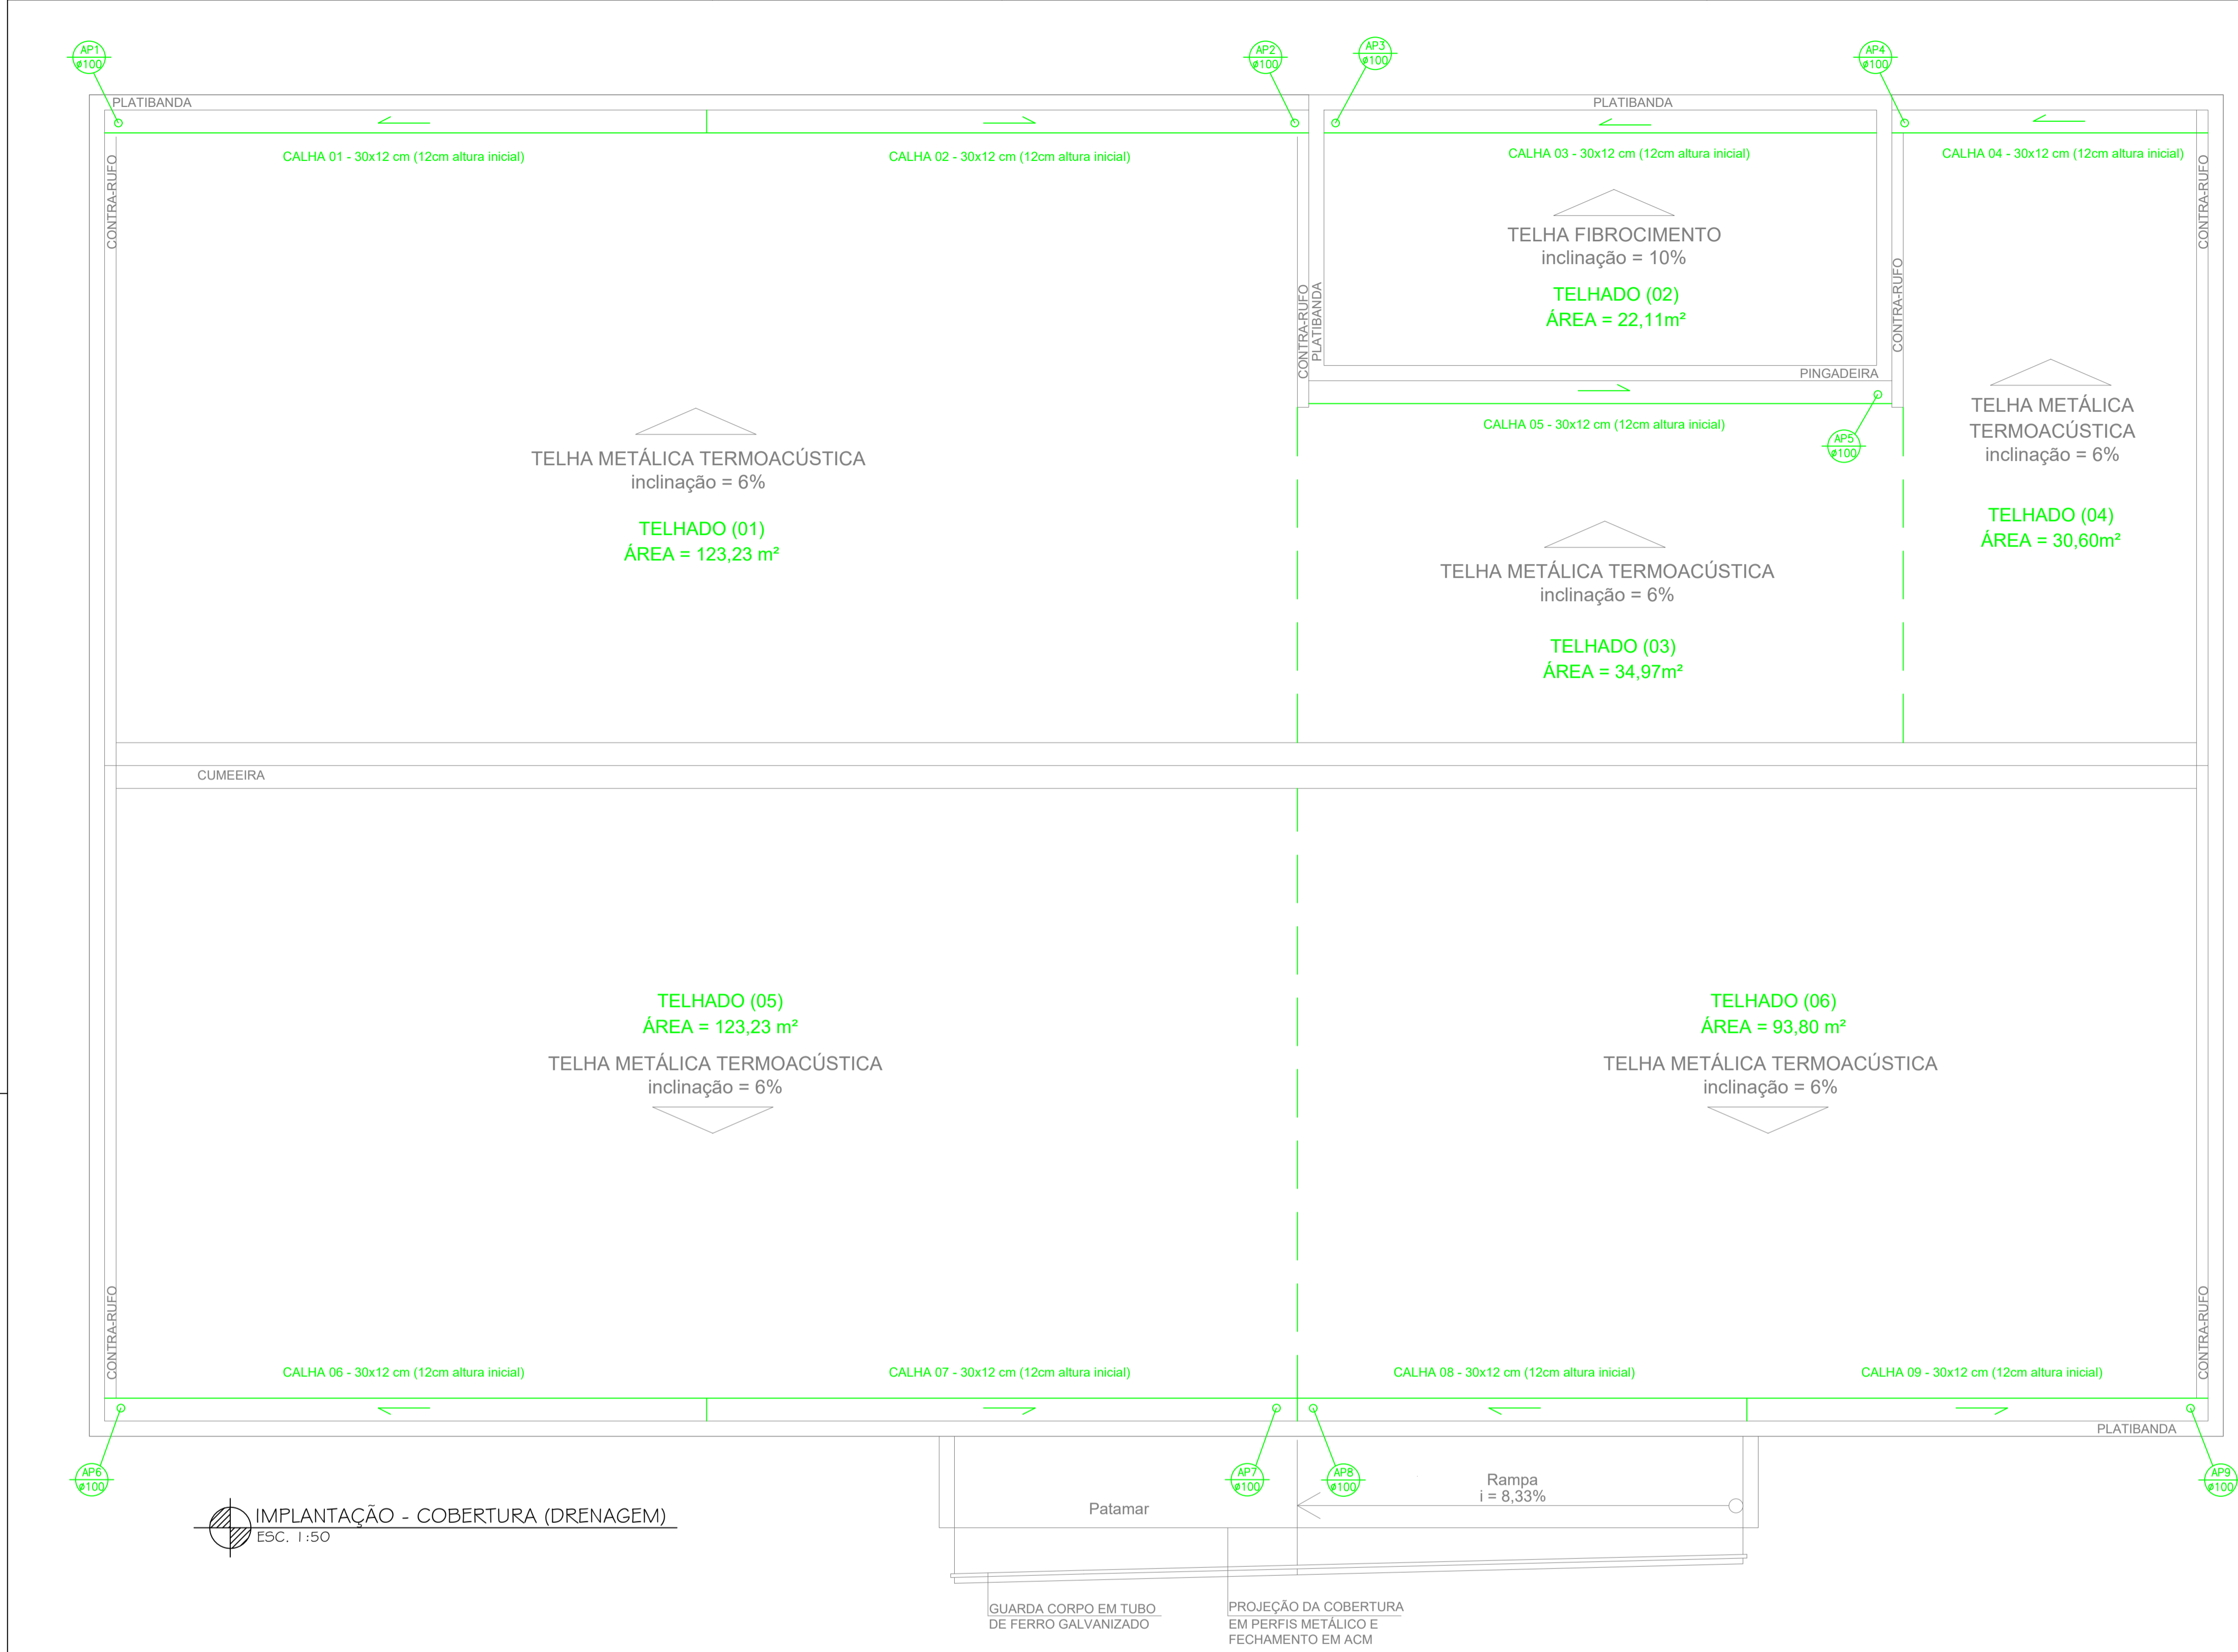 AP1
ø100
AP2
ø100
AP3
ø100
AP4
ø100
PLATIBANDA
PLATIBANDA
CALHA 01 - 30x12 cm (12cm altura inicial)
CALHA 02 - 30x12 cm (12cm altura inicial)
CALHA 03 - 30x12 cm (12cm altura inicial)
CALHA 04 - 30x12 cm (12cm altura inicial)
CONTRA-RUFO
CONTRA-RUFO
TELHA FIBROCIMENTO
inclinação = 10%
TELHADO (02)
ÁREA = 22,11m²
CONTRA-RUFO
PLATIBANDA
CONTRA-RUFO
PINGADEIRA
CALHA 05 - 30x12 cm (12cm altura inicial)
AP5
ø100
TELHA METÁLICA
TERMOACÚSTICA
inclinação = 6%
TELHADO (04)
ÁREA = 30,60m²
TELHA METÁLICA TERMOACÚSTICA
inclinação = 6%
TELHADO (01)
ÁREA = 123,23 m²
TELHA METÁLICA TERMOACÚSTICA
inclinação = 6%
TELHADO (03)
ÁREA = 34,97m²
CUMEEIRA
TELHADO (05)
ÁREA = 123,23 m²
TELHA METÁLICA TERMOACÚSTICA
inclinação = 6%
TELHADO (06)
ÁREA = 93,80 m²
TELHA METÁLICA TERMOACÚSTICA
inclinação = 6%
CONTRA-RUFO
CONTRA-RUFO
CALHA 06 - 30x12 cm (12cm altura inicial)
CALHA 07 - 30x12 cm (12cm altura inicial)
CALHA 08 - 30x12 cm (12cm altura inicial)
CALHA 09 - 30x12 cm (12cm altura inicial)
PLATIBANDA
AP6
ø100
AP7
ø100
AP8
ø100
AP9
ø100
Patamar
Rampa
i = 8,33%
IMPLANTAÇÃO - COBERTURA (DRENAGEM)
ESC. 1:50
GUARDA CORPO EM TUBO
DE FERRO GALVANIZADO
PROJEÇÃO DA COBERTURA
EM PERFIS METÁLICO E
FECHAMENTO EM ACM